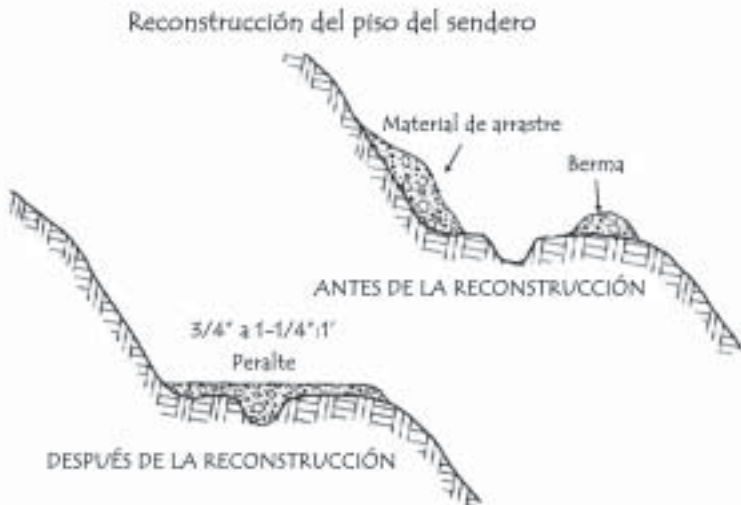 Reconstrucción del piso del sendero
Material de arrastre
Berma
ANTES DE LA RECONSTRUCCIÓN
3/4" a 1-1/4":1'
Peralte
DESPUÉS DE LA RECONSTRUCCIÓN